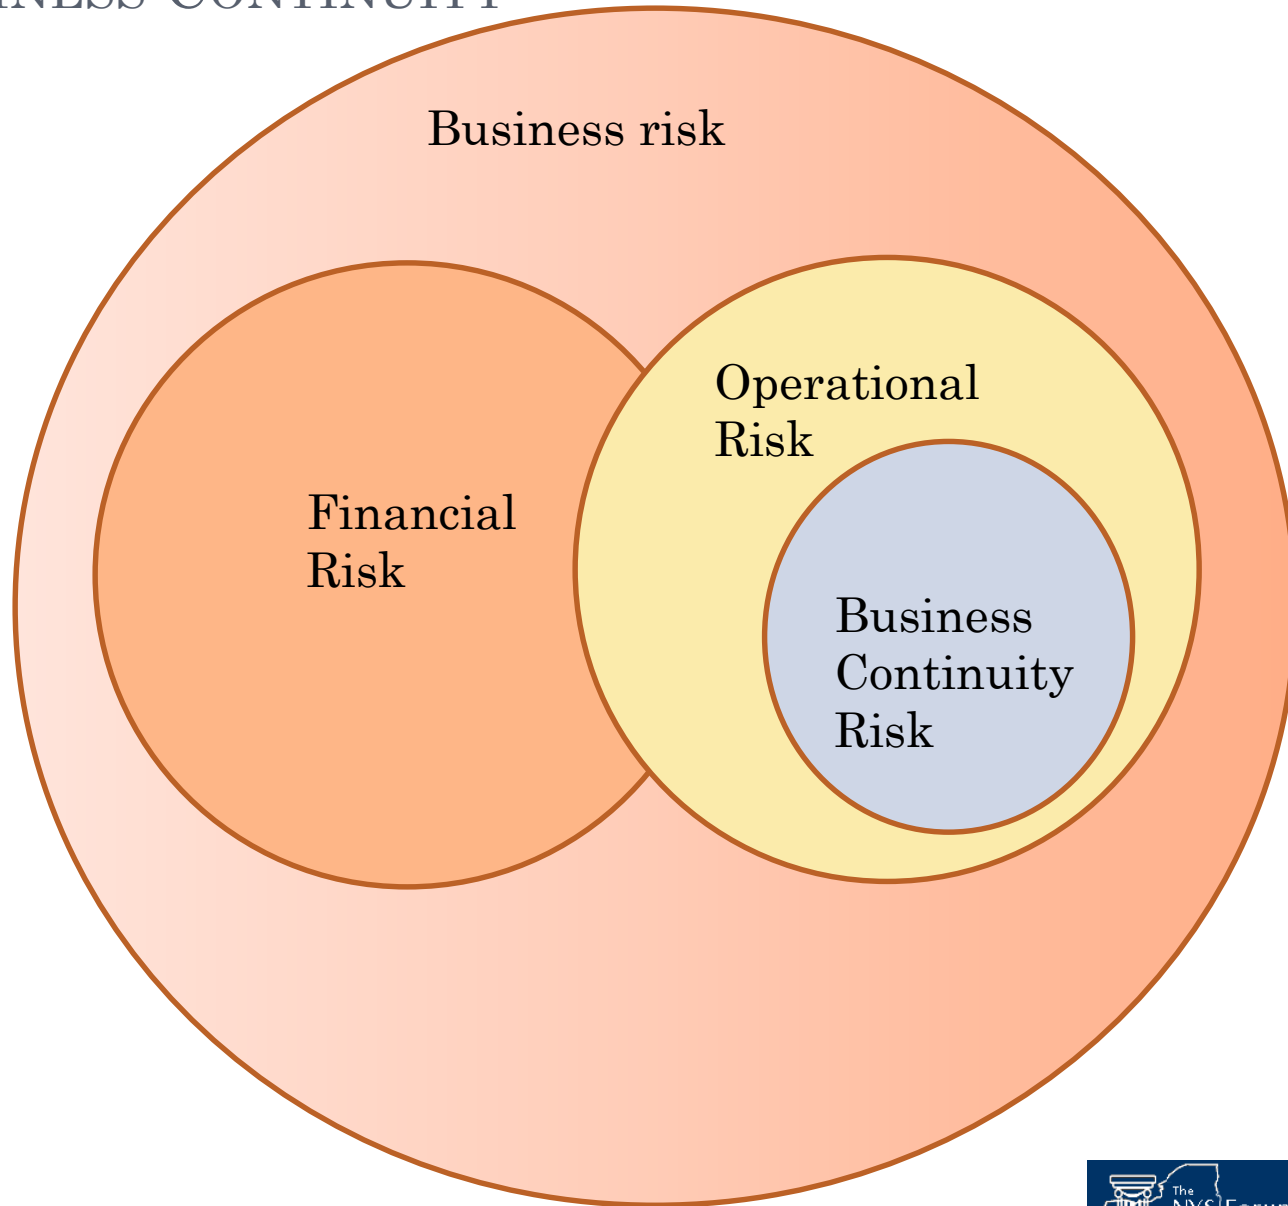 Business risk
Operational
Risk
Financial
Risk
Business
Continuity
Risk
The